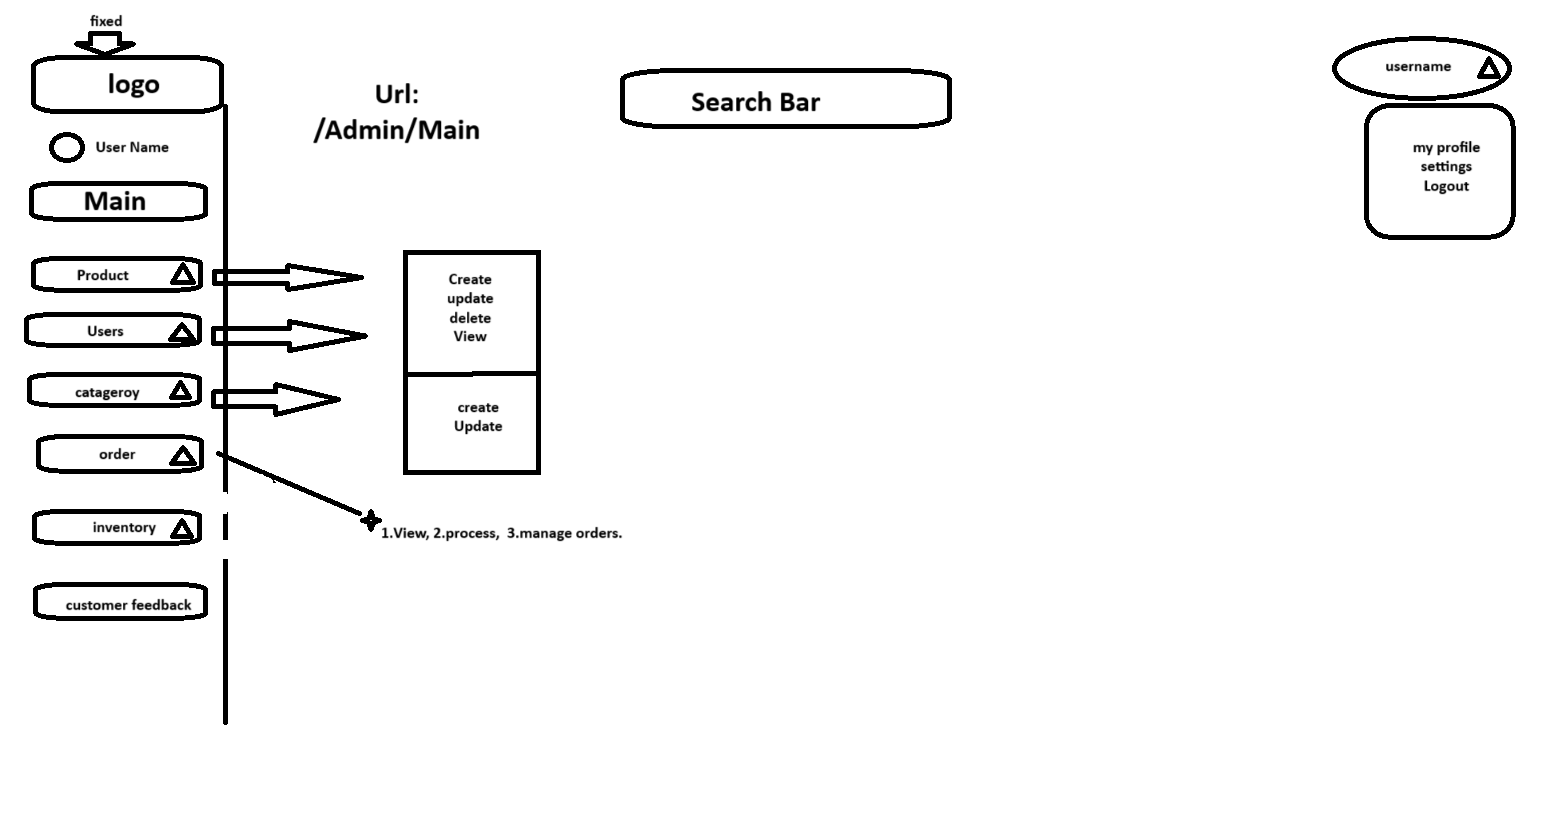 fixed
logo
User Name
Main
Product
Users
catageroy
order
inventory
customer feedback
Url:
/Admin/Main
Search Bar
username
my profile
settings
Logout
Create
update
delete
View
create
Update
1.View, 2.process,  3.manage orders.